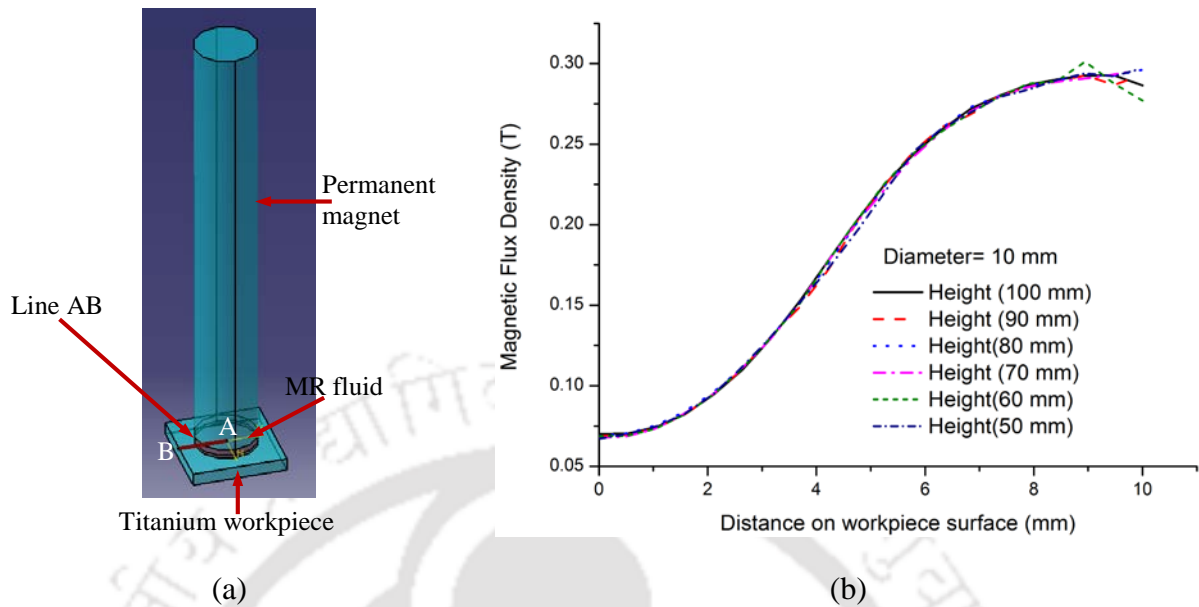 Permanent
magnet
Line AB
MR fluid
A
B
Titanium workpiece
(a)
Magnetic Flux Density (T)
0.30
0.25
0.20
0.15
0.10
0.05
0 2 4 6 8 10
Distance on workpiece surface (mm)
Diameter= 10 mm
Height (100 mm)
Height (90 mm)
Height(80 mm)
Height (70 mm)
Height(60 mm)
Height(50 mm)
(b)